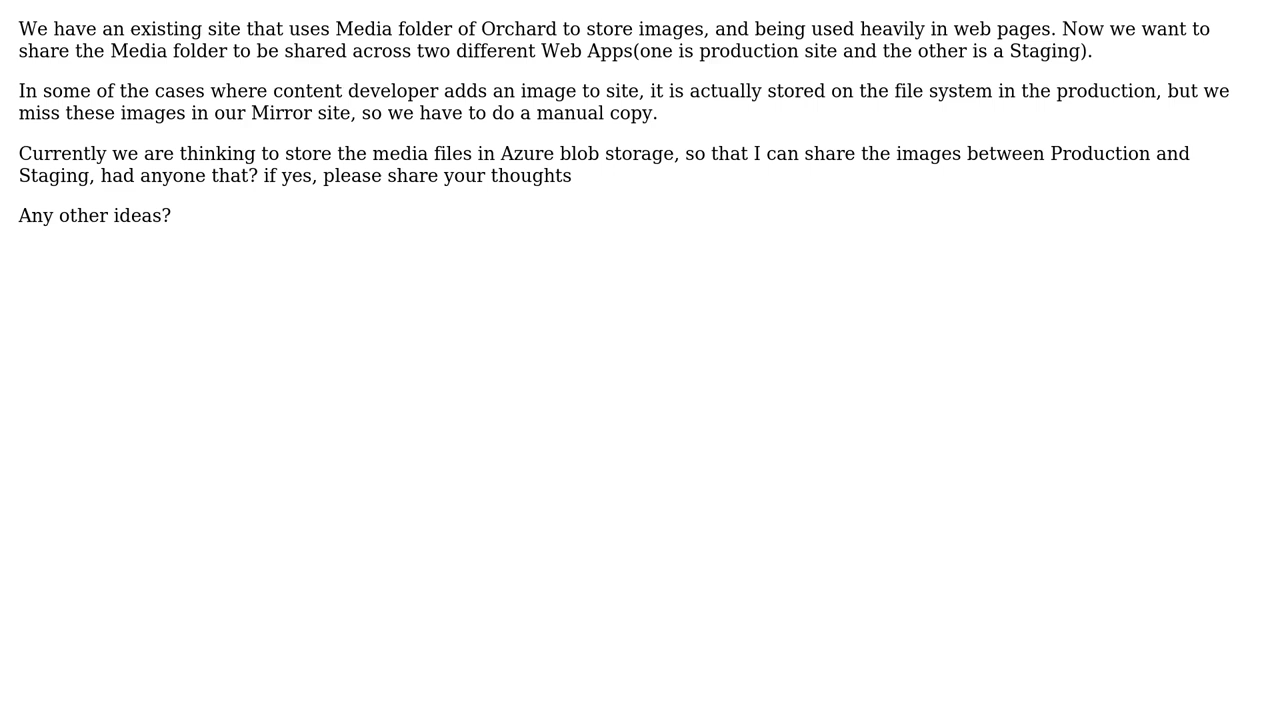 We have an existing site that uses Media folder of Orchard to store images, and being used heavily in web pages. Now we want to
share the Media folder to be shared across two different Web Apps(one is production site and the other is a Staging).
In some of the cases where content developer adds an image to site, it is actually stored on the file system in the production, but we
miss these images in our Mirror site, so we have to do a manual copy.
Currently we are thinking to store the media files in Azure blob storage, so that I can share the images between Production and
Staging, had anyone that? if yes, please share your thoughts
Any other ideas?